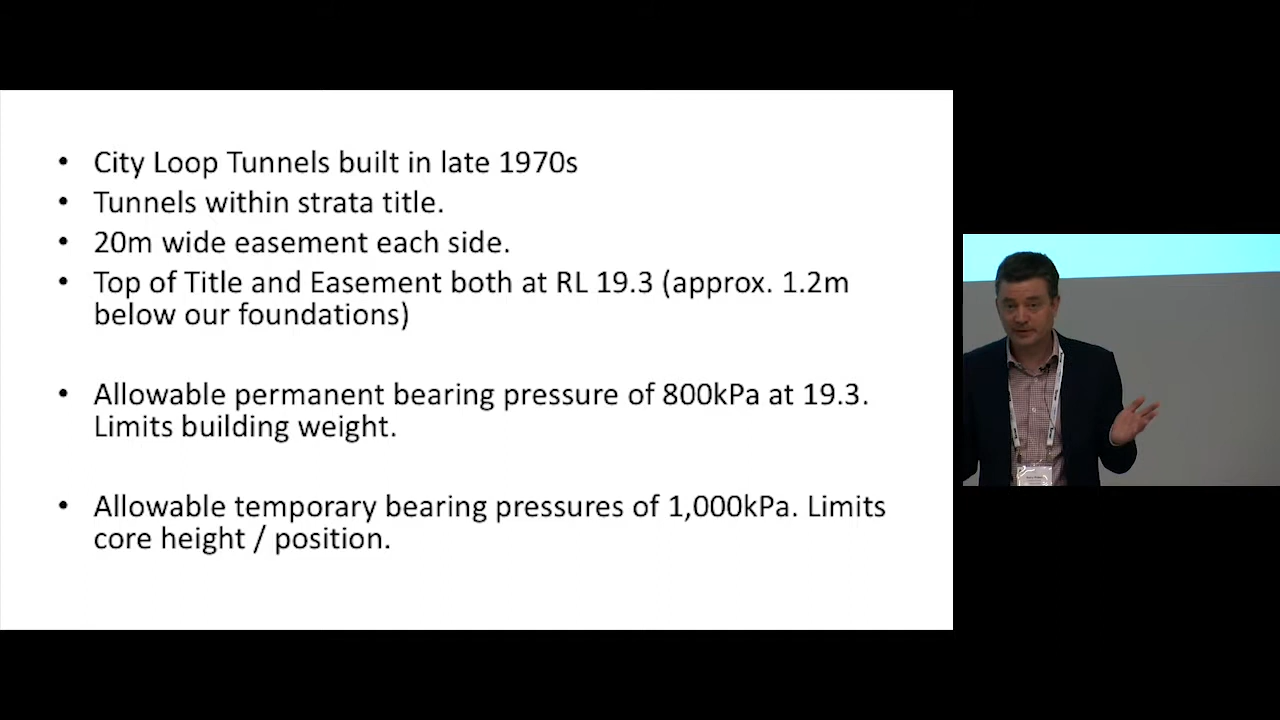 • City Loop Tunnels built in late 1970s
• Tunnels within strata title.
• 20m wide easement each side.
• Top of Title and Easement both at RL 19.3 (approx. 1.2m
below our foundations)
• Allowable permanent bearing pressure of 800kPa at 19.3.
Limits building weight.
• Allowable temporary bearing pressures of 1,000kPa. Limits
core height / position.